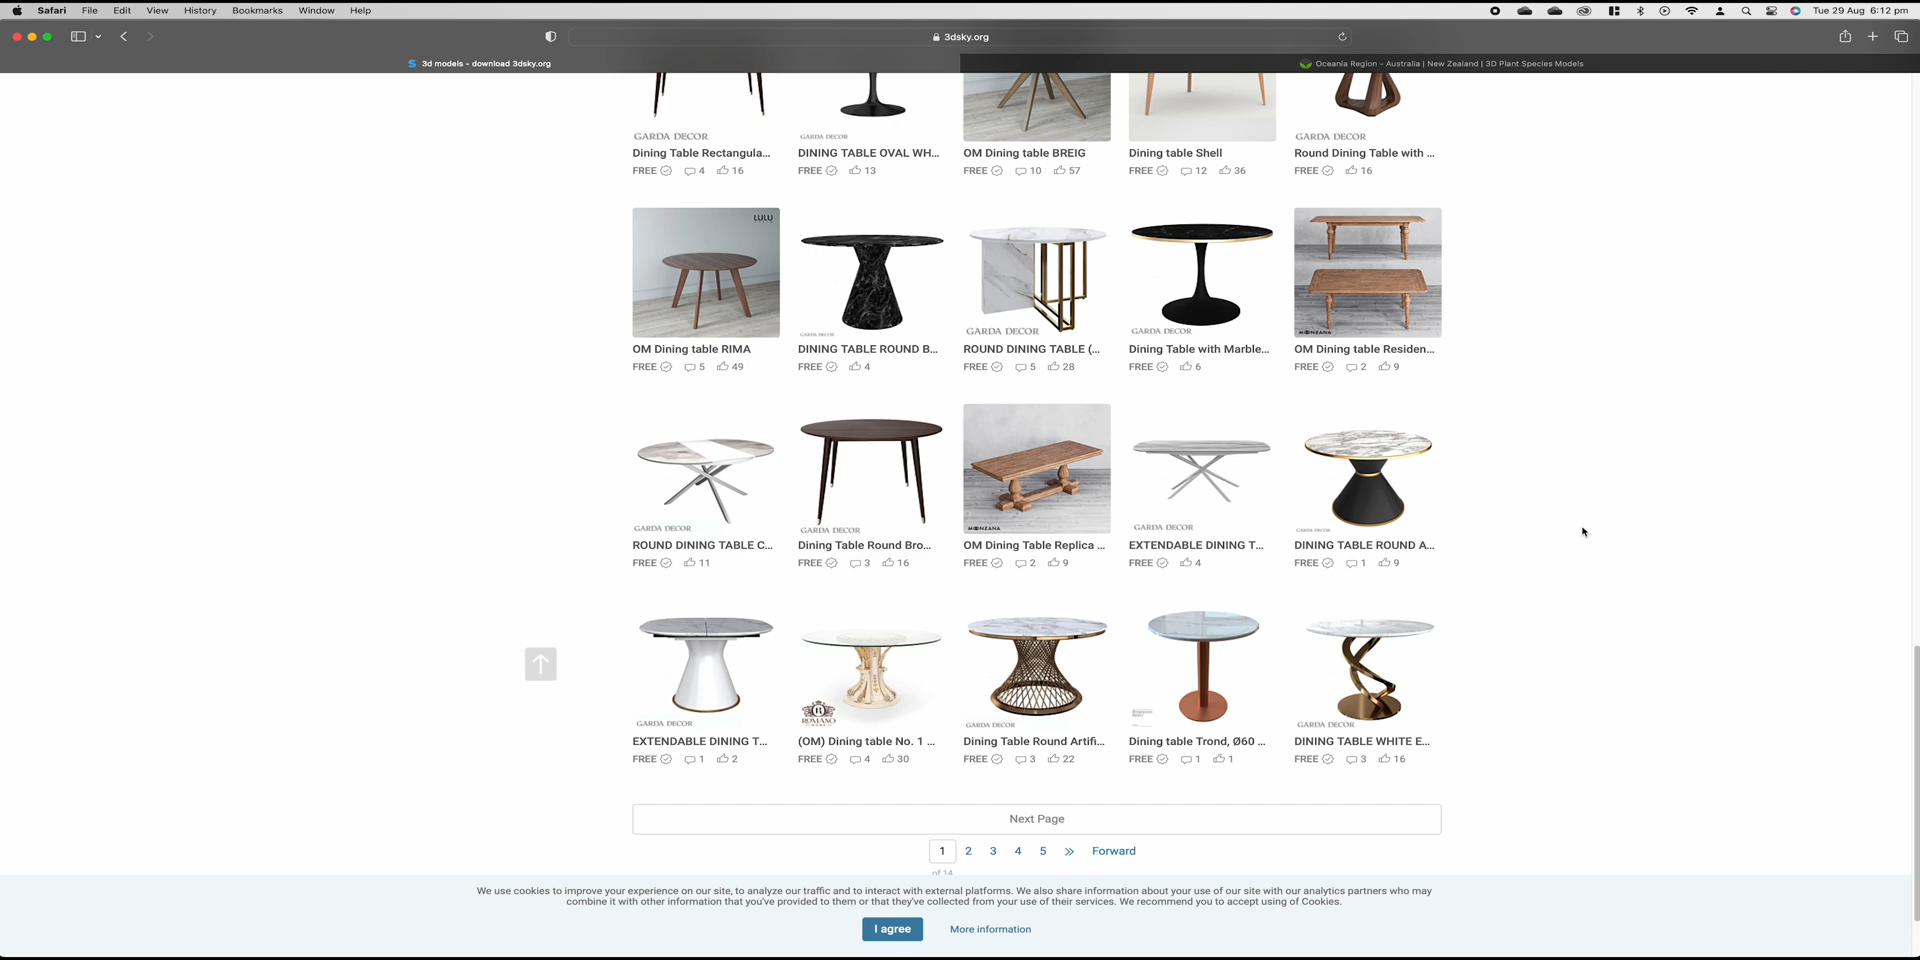 Safari File Edit View History Bookmarks Window Help Tue 29 Aug 6:12 pm
3dsky.org
3d models - download 3dsky.org
Oceania Region - Australia | New Zealand | 3D Plant Species Models
GARDA DECOR GARDA DECOR GARDA DECOR
Dining Table Rectangula... DINING TABLE OVAL WH... OM Dining table BREIG Dining table Shell Round Dining Table with ...
FREE 4 16 FREE 13 FREE 10 57 FREE 12 36 FREE 16
LULU
GARDA DECOR GARDA DECOR GARDA DECOR MOONZANA
OM Dining table RIMA DINING TABLE ROUND B... ROUND DINING TABLE (... Dining Table with Marble... OM Dining table Residen...
FREE 5 49 FREE 4 FREE 5 28 FREE 6 FREE 2 9
GARDA DECOR GARDA DECOR MOONZANA GARDA DECOR GARDA DECOR
ROUND DINING TABLE C... Dining Table Round Bro... OM Dining Table Replica ... EXTENDABLE DINING T... DINING TABLE ROUND A...
FREE 11 FREE 3 16 FREE 2 9 FREE 4 FREE 1 9
GARDA DECOR ROMANO HOME GARDA DECOR GARDA DECOR
EXTENDABLE DINING T... (OM) Dining table No. 1 ... Dining Table Round Artifi... Dining table Trond, Ø60 ... DINING TABLE WHITE E...
FREE 1 2 FREE 4 30 FREE 3 22 FREE 1 1 FREE 3 16
Next Page
1 2 3 4 5 » Forward
of 14
We use cookies to improve your experience on our site, to analyze our traffic and to interact with external platforms. We also share information about your use of our site with our analytics partners who may
combine it with other information that you've provided to them or that they've collected from your use of their services. We recommend you to accept using of Cookies.
I agree More information